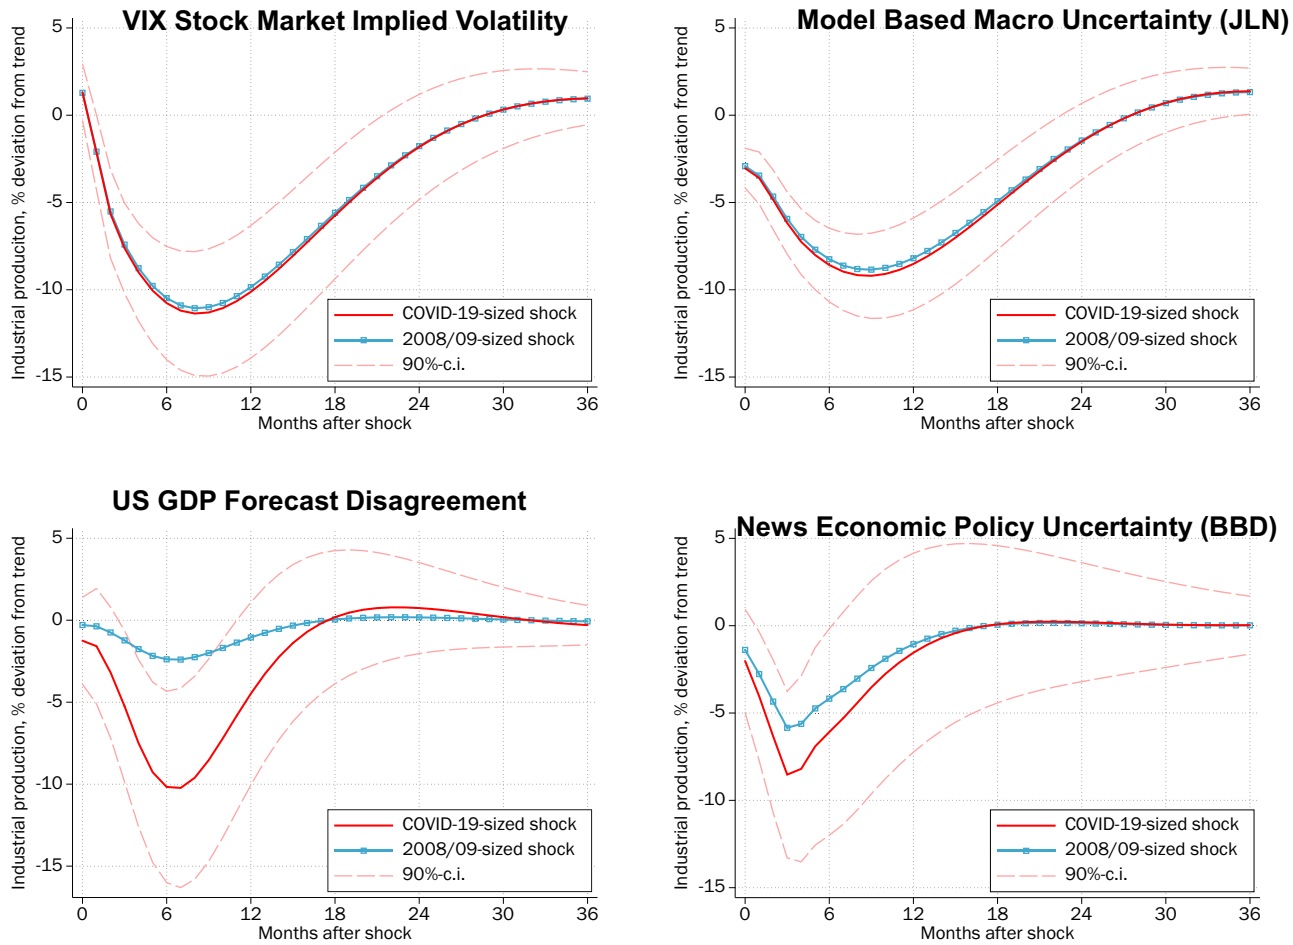 VIX Stock Market Implied Volatility
Industrial produciton, % deviation from trend
5
0
-5
-10
-15
COVID-19-sized shock
2008/09-sized shock
90%-c.i.
0 6 12 18 24 30 36
Months after shock
Model Based Macro Uncertainty (JLN)
Industrial production, % deviation from trend
5
0
-5
-10
-15
COVID-19-sized shock
2008/09-sized shock
90%-c.i.
0 6 12 18 24 30 36
Months after shock
US GDP Forecast Disagreement
Industrial production, % deviation from trend
5
0
-5
-10
-15
COVID-19-sized shock
2008/09-sized shock
90%-c.i.
0 6 12 18 24 30 36
Months after shock
News Economic Policy Uncertainty (BBD)
Industrial production, % deviation from trend
5
0
-5
-10
-15
COVID-19-sized shock
2008/09-sized shock
90%-c.i.
0 6 12 18 24 30 36
Months after shock